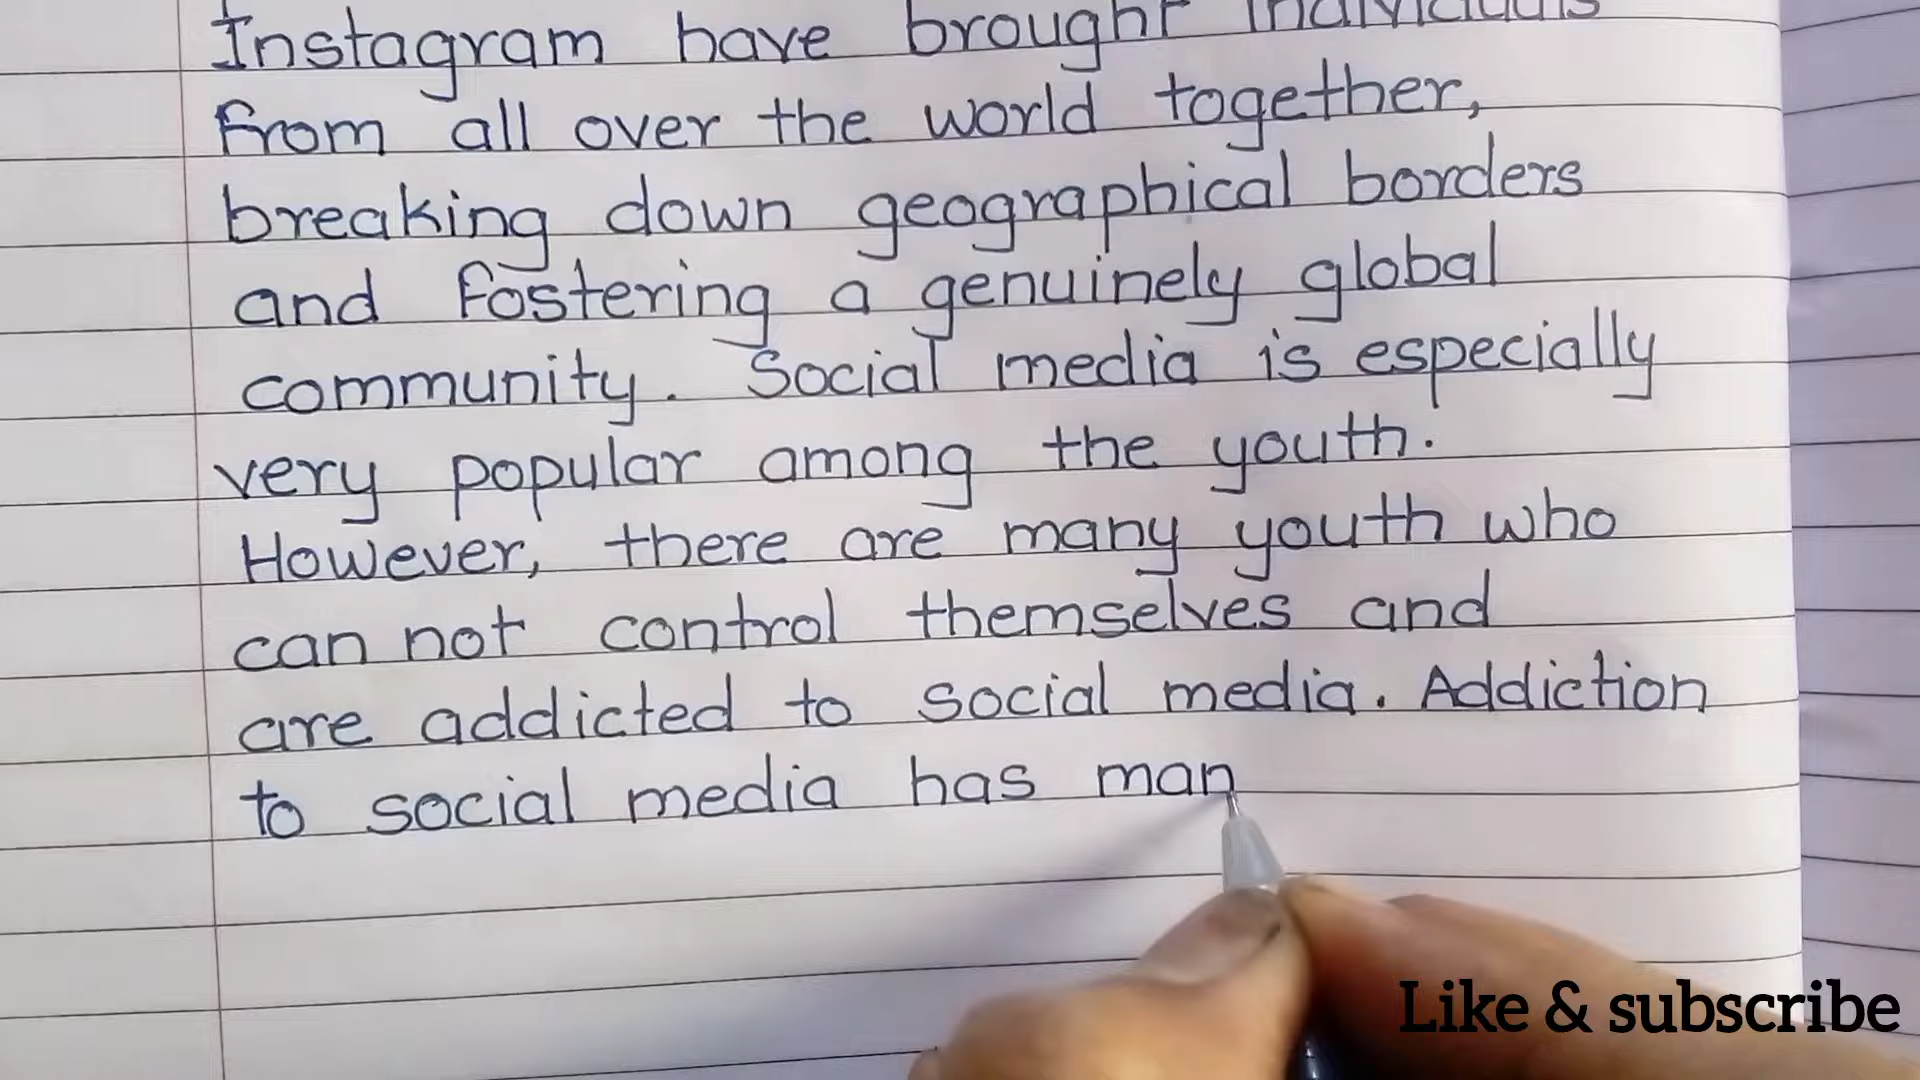 Instagram have brought individuals
from all over the world together,
breaking down geographical borders
and fostering a genuinely global
community. Social media is especially
very popular among the youth.
However, there are many youth who
can not control themselves and
are addicted to social media. Addiction
to social media has man
Like & subscribe